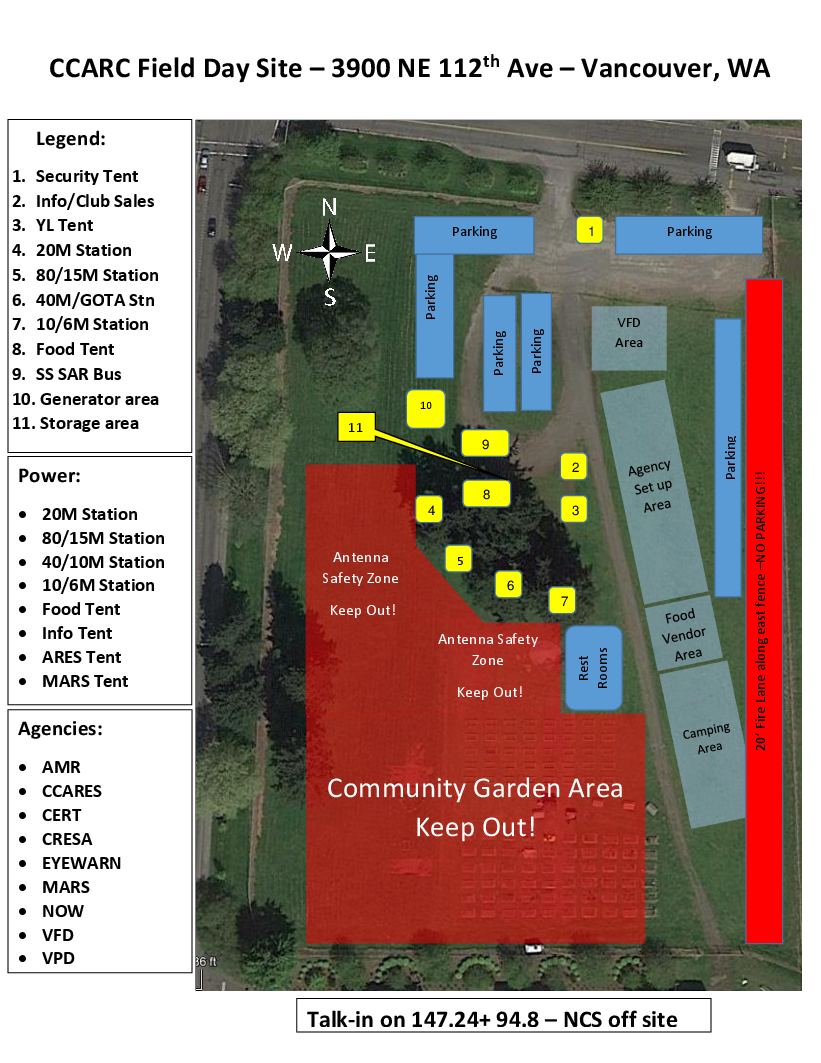 CCARC Field Day Site – 3900 NE 112th Ave – Vancouver, WA
Legend:
1. Security Tent
2. Info/Club Sales
3. YL Tent
4. 20M Station
5. 80/15M Station
6. 40M/GOTA Stn
7. 10/6M Station
8. Food Tent
9. SS SAR Bus
10. Generator area
11. Storage area
Power:
• 20M Station
• 80/15M Station
• 40/10M Station
• 10/6M Station
• Food Tent
• Info Tent
• ARES Tent
• MARS Tent
Agencies:
• AMR
• CCARES
• CERT
• CRESA
• EYEWARN
• MARS
• NOW
• VFD
• VPD
N
W
E
S
Parking
1
Parking
Parking
Parking
Parking
VFD
Area
Parking
10
11
9
2
8
3
4
5
6
7
Agency
Set up
Area
Antenna
Safety Zone
Keep Out!
Antenna Safety
Zone
Keep Out!
Rest
Rooms
Food
Vendor
Area
Camping
Area
20’ Fire Lane along east fence –NO PARKING!!!
Community Garden Area
Keep Out!
36 ft
Talk-in on 147.24+ 94.8 – NCS off site